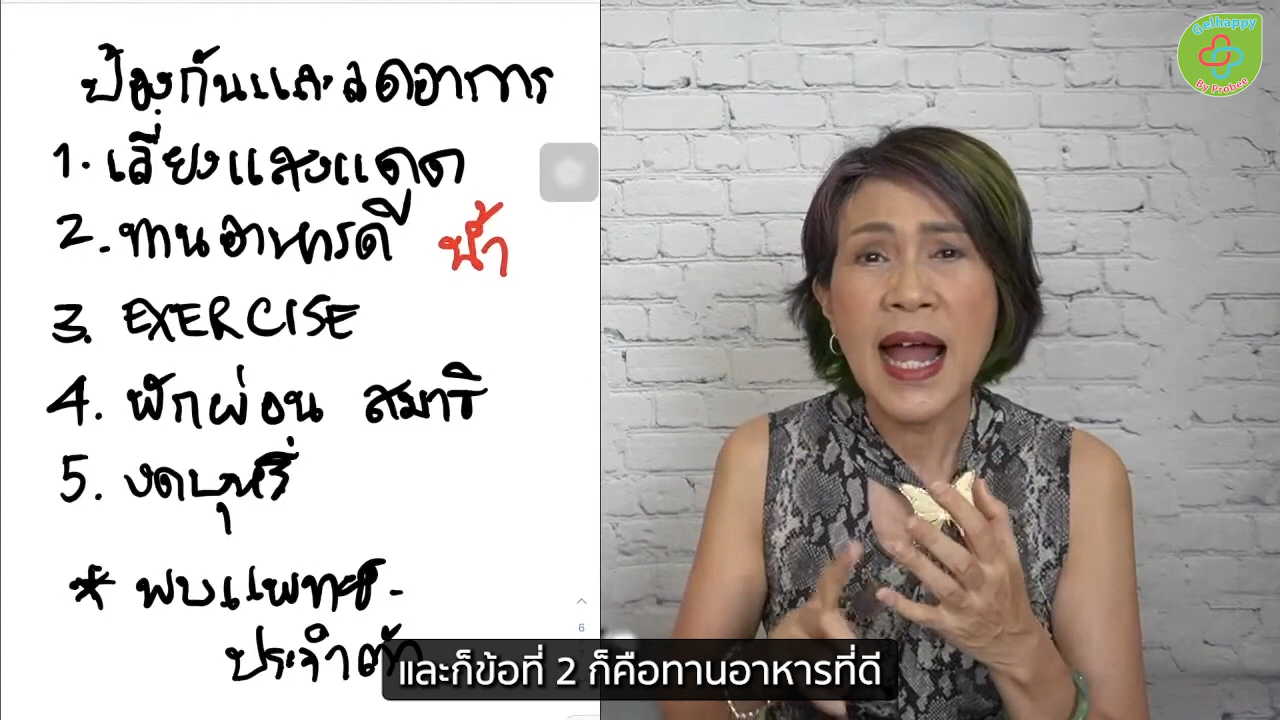 ป้องกันและลดอาการ
1. เลี่ยงแสงแดด
2. ทานอาหารดี น้ำ
3. EXERCISE
4. พักผ่อน สมาธิ
5. งดบุหรี่
* พบแพทย์-
ประจำตัว
6
และก็ข้อที่ 2 ก็คือทานอาหารที่ดี
Gelhappy
By Probee